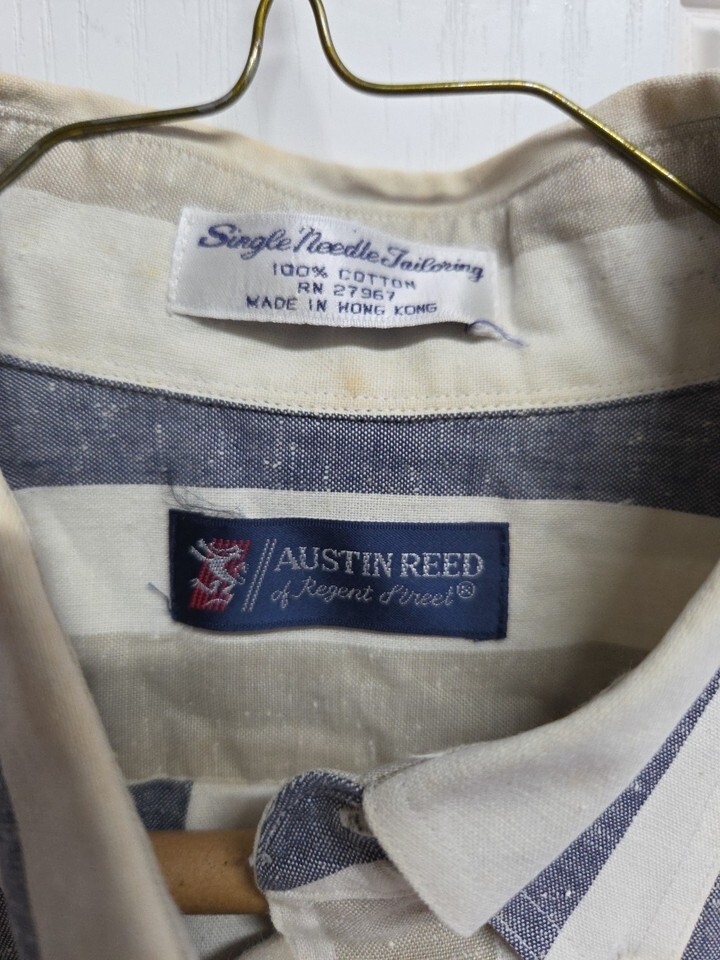 Single Needle Tailoring
100% COTTON
RN 27967
MADE IN HONG KONG
AUSTIN REED
of Regent Street®